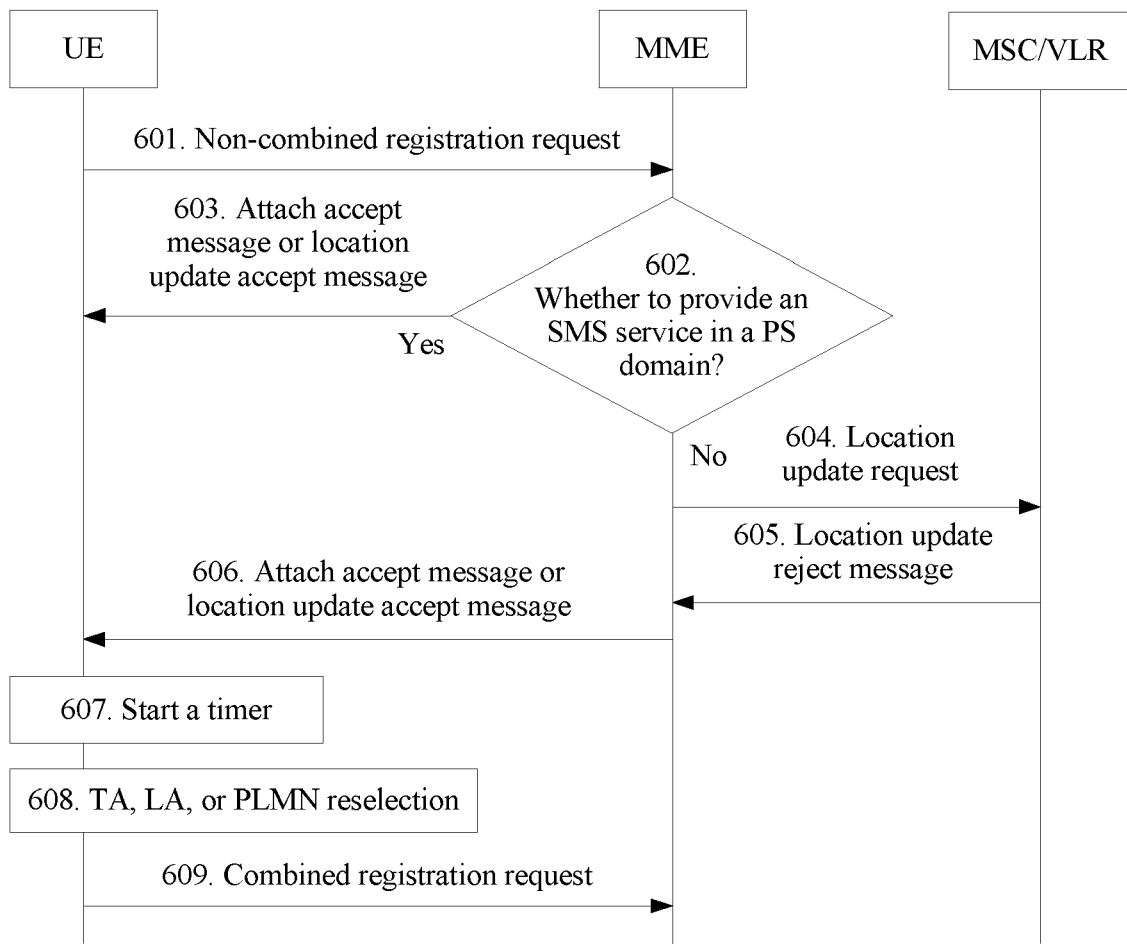 UE
MME
MSC/VLR
601. Non-combined registration request
603. Attach accept
message or location
update accept message
602.
Whether to provide an
SMS service in a PS
domain?
Yes
No
604. Location
update request
605. Location update
reject message
606. Attach accept message or
location update accept message
607. Start a timer
608. TA, LA, or PLMN reselection
609. Combined registration request